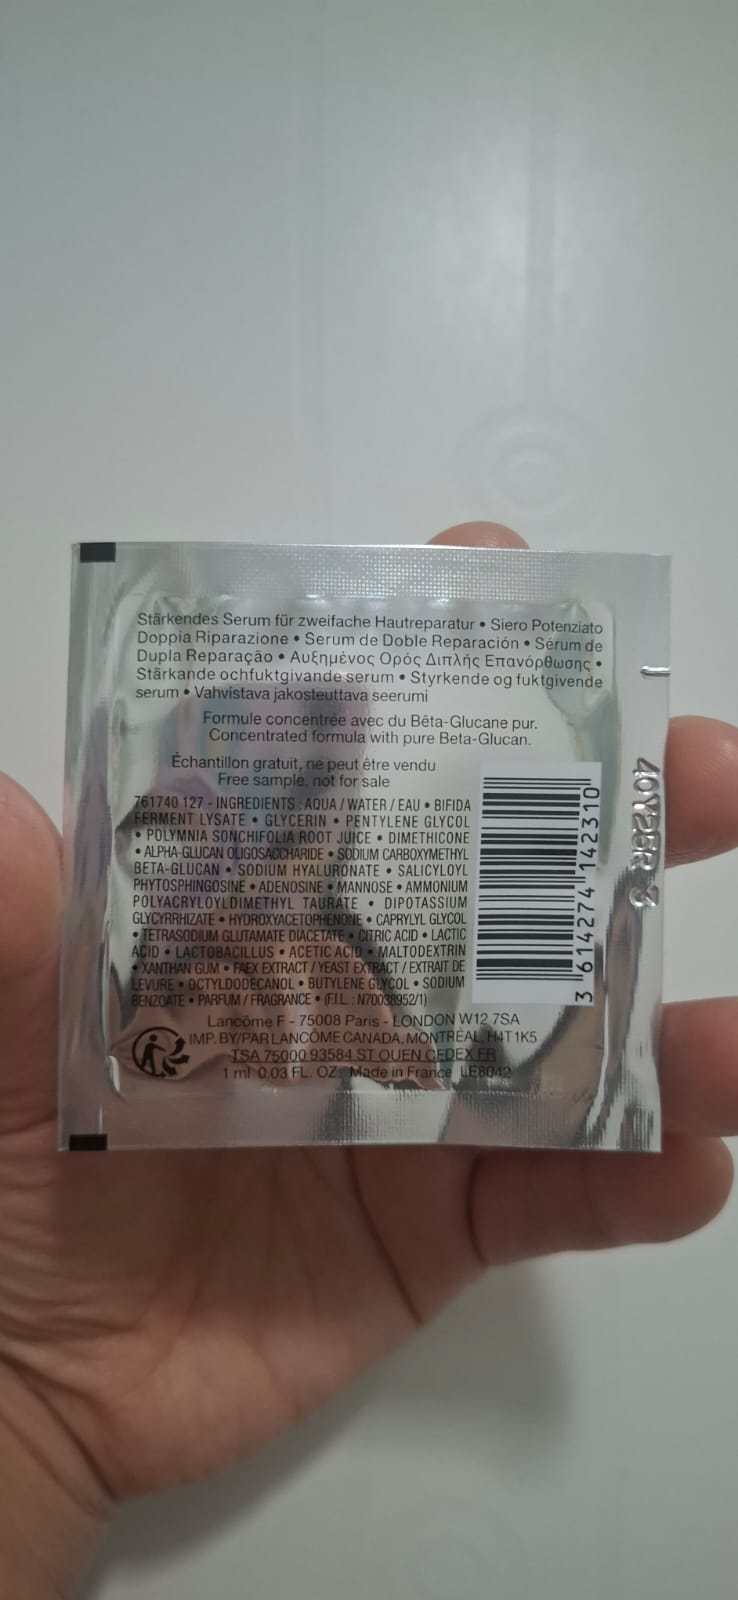 Stärkendes Serum für zweifache Hautreparatur • Siero Potenziato
Doppia Riparazione • Serum de Doble Reparación • Sérum de
Dupla Reparação • Αυξημένος Ορός Διπλής Επανόρθωσης •
Stärkande ochfuktgivande serum • Styrkende og fuktgivende
serum • Vahvistava jakosteuttava seerumi
Formule concentrée avec du Bêta-Glucane pur.
Concentrated formula with pure Beta-Glucan.
Échantillon gratuit, ne peut être vendu
Free sample, not for sale
761740 127 - INGREDIENTS : AQUA / WATER / EAU • BIFIDA
FERMENT LYSATE • GLYCERIN • PENTYLENE GLYCOL
• POLYMNIA SONCHIFOLIA ROOT JUICE • DIMETHICONE
• ALPHA-GLUCAN OLIGOSACCHARIDE • SODIUM CARBOXYMETHYL
BETA-GLUCAN • SODIUM HYALURONATE • SALICYLOYL
PHYTOSPHINGOSINE • ADENOSINE • MANNOSE • AMMONIUM
POLYACRYLOYLDIMETHYL TAURATE • DIPOTASSIUM
GLYCYRRHIZATE • HYDROXYACETOPHENONE • CAPRYLYL GLYCOL
• TETRASODIUM GLUTAMATE DIACETATE • CITRIC ACID • LACTIC
ACID • LACTOBACILLUS • ACETIC ACID • MALTODEXTRIN
• XANTHAN GUM • FAEX EXTRACT / YEAST EXTRACT / EXTRAIT DE
LEVURE • OCTYLDODECANOL • BUTYLENE GLYCOL • SODIUM
BENZOATE • PARFUM / FRAGRANCE • (F.I.L. : N70038952/1)
Lancôme F - 75008 Paris - LONDON W12 7SA
IMP. BY/PAR LANCÔME CANADA, MONTRÉAL, H4T 1K5
TSA 75000 93584 ST OUEN CEDEX FR
1 ml 0.03 FL. OZ. Made in France LE8042
3 614274 142310